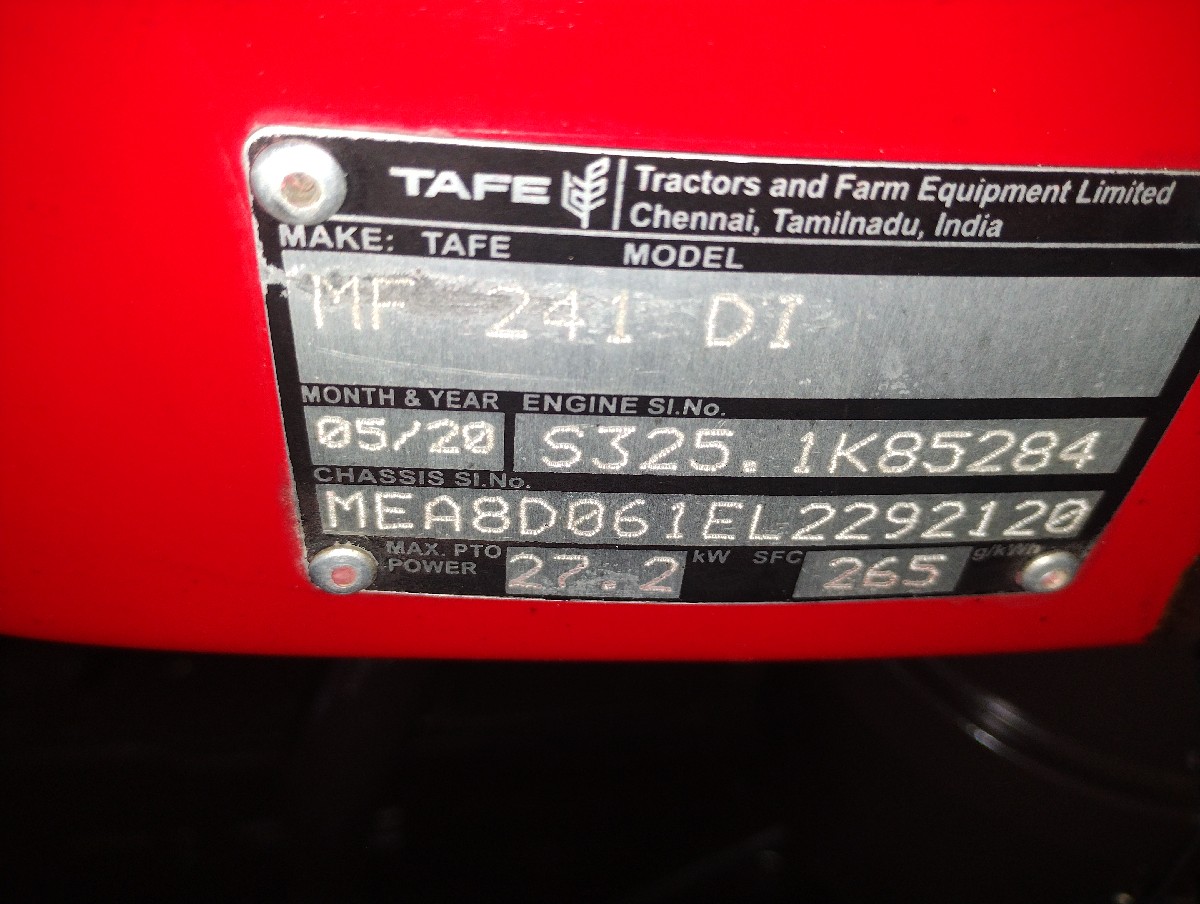 TAFE Tractors and Farm Equipment Limited
Chennai, Tamilnadu, India
MAKE: TAFE MODEL
MF 241 DI
MONTH & YEAR ENGINE Sl.No.
05/20 S325.1K85284
CHASSIS Sl.No.
MEA8D061EL2292120
MAX. PTO POWER 27.2 kW SFC 265 g/kWh